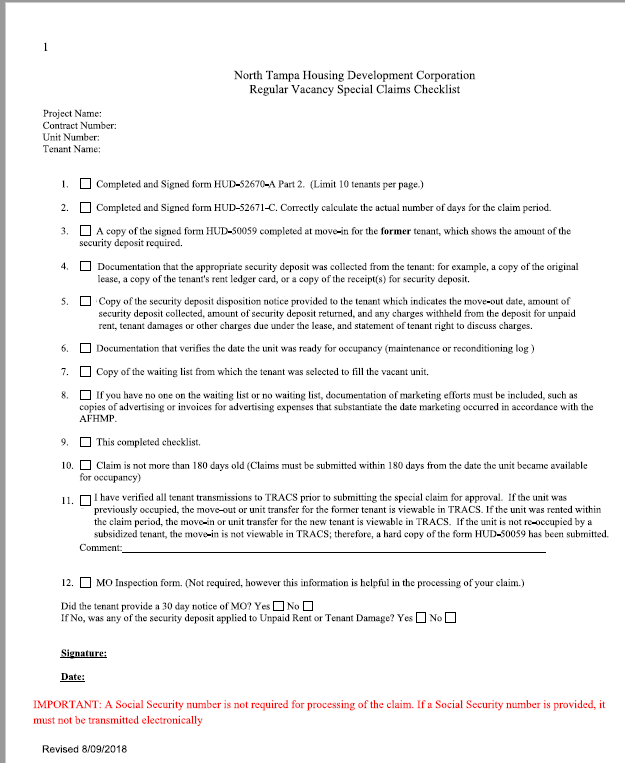 1
North Tampa Housing Development Corporation
Regular Vacancy Special Claims Checklist
Project Name:
Contract Number:
Unit Number:
Tenant Name:
1. ☐ Completed and Signed form HUD-52670-A Part 2. (Limit 10 tenants per page.)
2. ☐ Completed and Signed form HUD-52671-C. Correctly calculate the actual number of days for the claim period.
3. ☐ A copy of the signed form HUD-50059 completed at move-in for the former tenant, which shows the amount of the
security deposit required.
4. ☐ Documentation that the appropriate security deposit was collected from the tenant: for example, a copy of the original
lease, a copy of the tenant's rent ledger card, or a copy of the receipt(s) for security deposit.
5. ☐ Copy of the security deposit disposition notice provided to the tenant which indicates the move-out date, amount of
security deposit collected, amount of security deposit returned, and any charges withheld from the deposit for unpaid
rent, tenant damages or other charges due under the lease, and statement of tenant right to discuss charges.
6. ☐ Documentation that verifies the date the unit was ready for occupancy (maintenance or reconditioning log )
7. ☐ Copy of the waiting list from which the tenant was selected to fill the vacant unit.
8. ☐ If you have no one on the waiting list or no waiting list, documentation of marketing efforts must be included, such as
copies of advertising or invoices for advertising expenses that substantiate the date marketing occurred in accordance with the
AFHMP.
9. ☐ This completed checklist.
10. ☐ Claim is not more than 180 days old (Claims must be submitted within 180 days from the date the unit became available
for occupancy)
11. ☐ I have verified all tenant transmissions to TRACS prior to submitting the special claim for approval. If the unit was
previously occupied, the move-out or unit transfer for the former tenant is viewable in TRACS. If the unit was rented within
the claim period, the move-in or unit transfer for the new tenant is viewable in TRACS. If the unit is not re-occupied by a
subsidized tenant, the move-in is not viewable in TRACS; therefore, a hard copy of the form HUD-50059 has been submitted.
Comment:
12. ☐ MO Inspection form. (Not required, however this information is helpful in the processing of your claim.)
Did the tenant provide a 30 day notice of MO? Yes ☐ No ☐
If No, was any of the security deposit applied to Unpaid Rent or Tenant Damage? Yes ☐ No ☐
Signature:
Date:
IMPORTANT: A Social Security number is not required for processing of the claim. If a Social Security number is provided, it
must not be transmitted electronically
Revised 8/09/2018